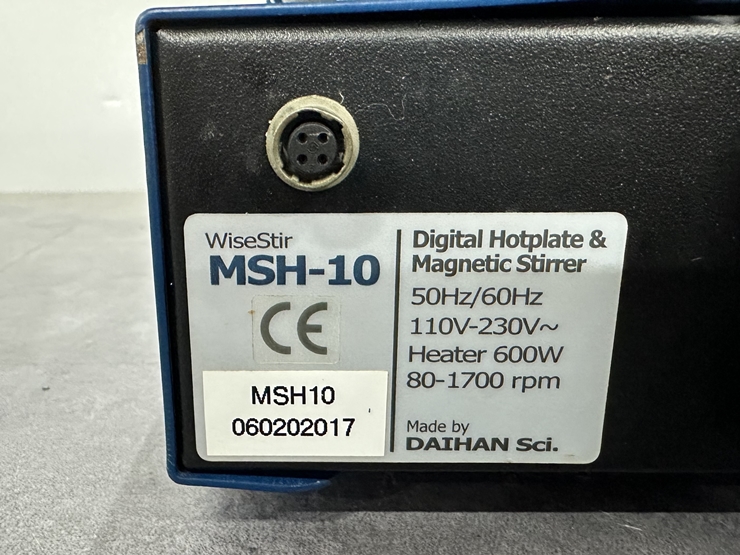 WiseStir
MSH-10
CE
MSH10
060202017
Digital Hotplate &
Magnetic Stirrer
50Hz/60Hz
110V-230V~
Heater 600W
80-1700 rpm
Made by
DAIHAN Sci.